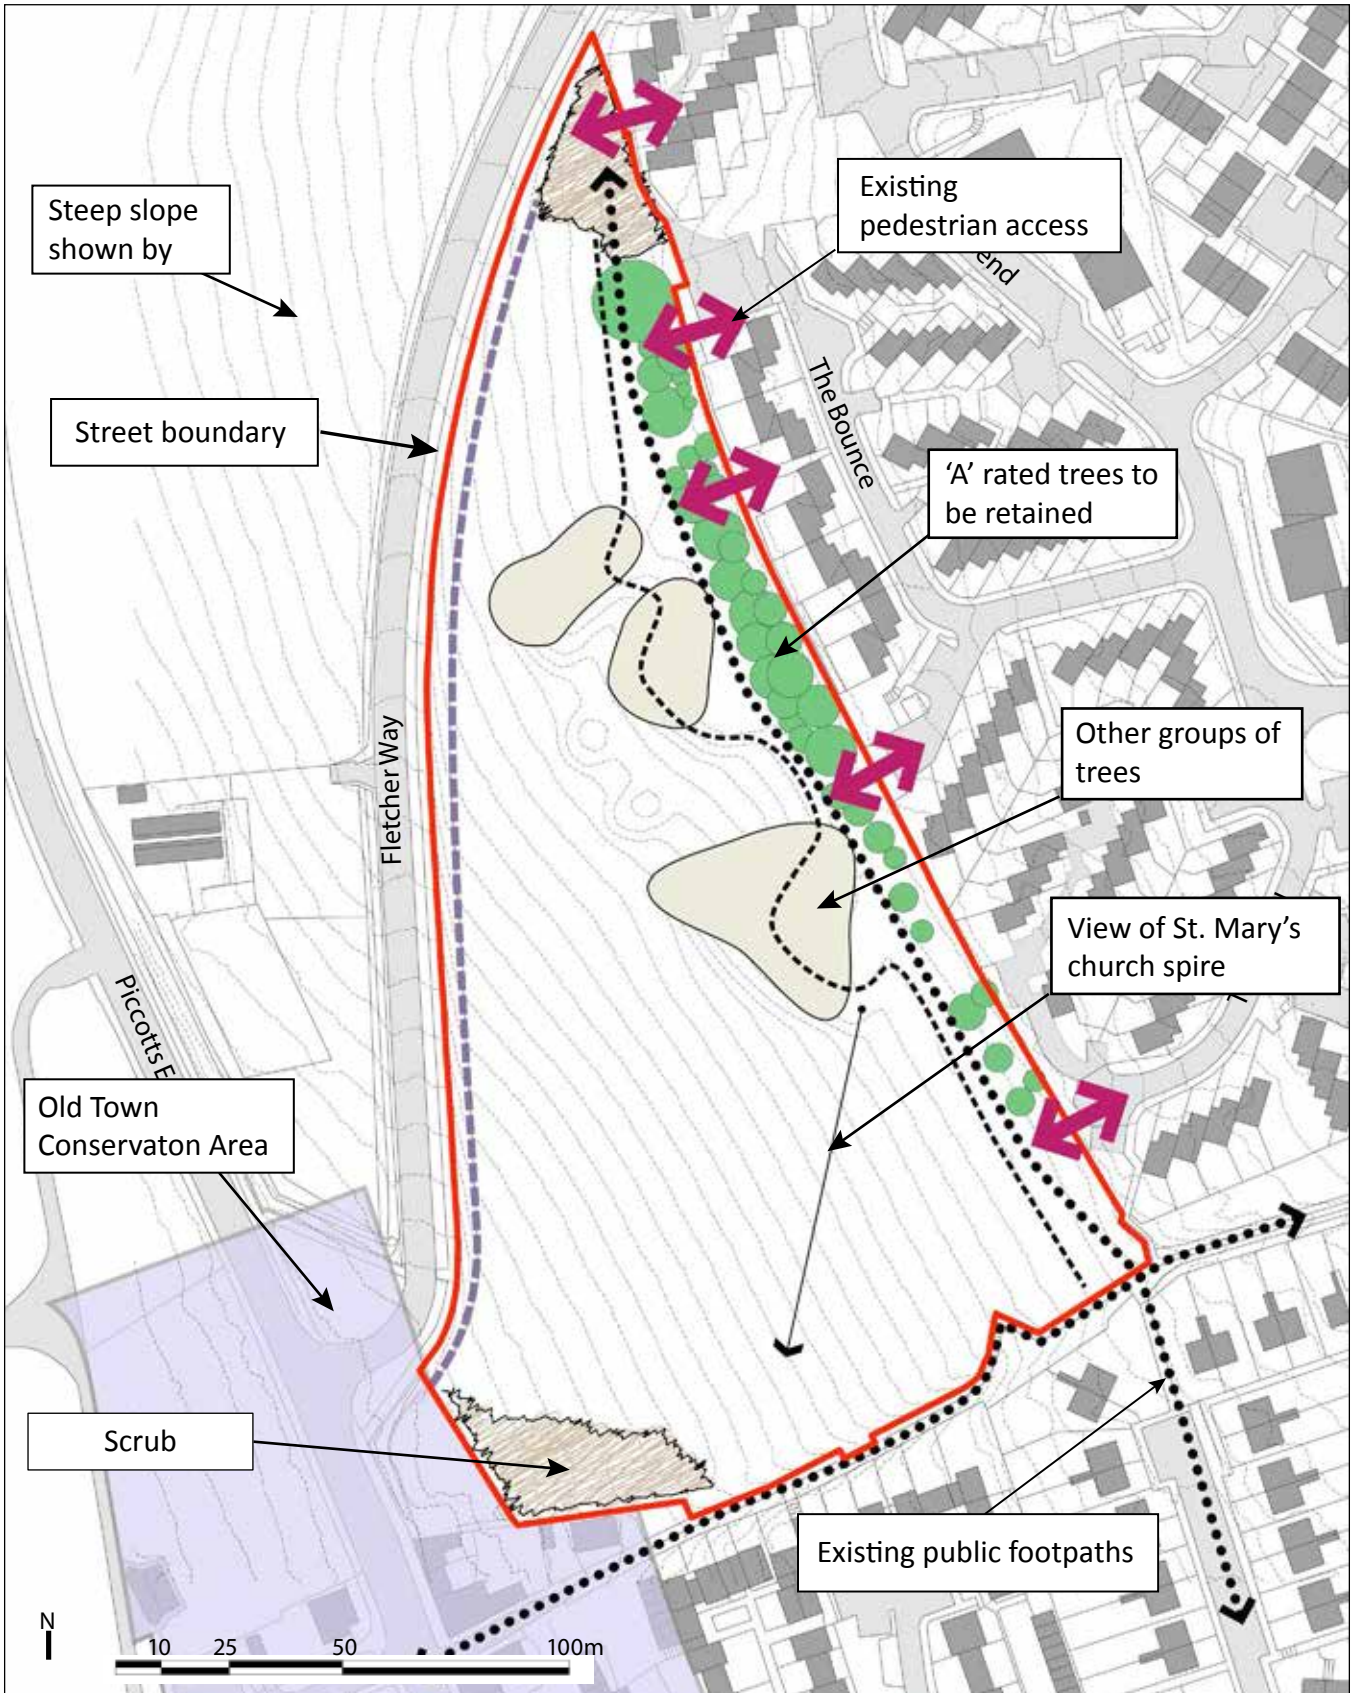 Existing
pedestrian access
Steep slope
shown by
end
The Bounce
Street boundary
'A' rated trees to
be retained
Fletcher Way
Other groups of
trees
View of St. Mary's
church spire
Piccotts E
Old Town
Conservaton Area
Scrub
Existing public footpaths
N
10 25 50 100m